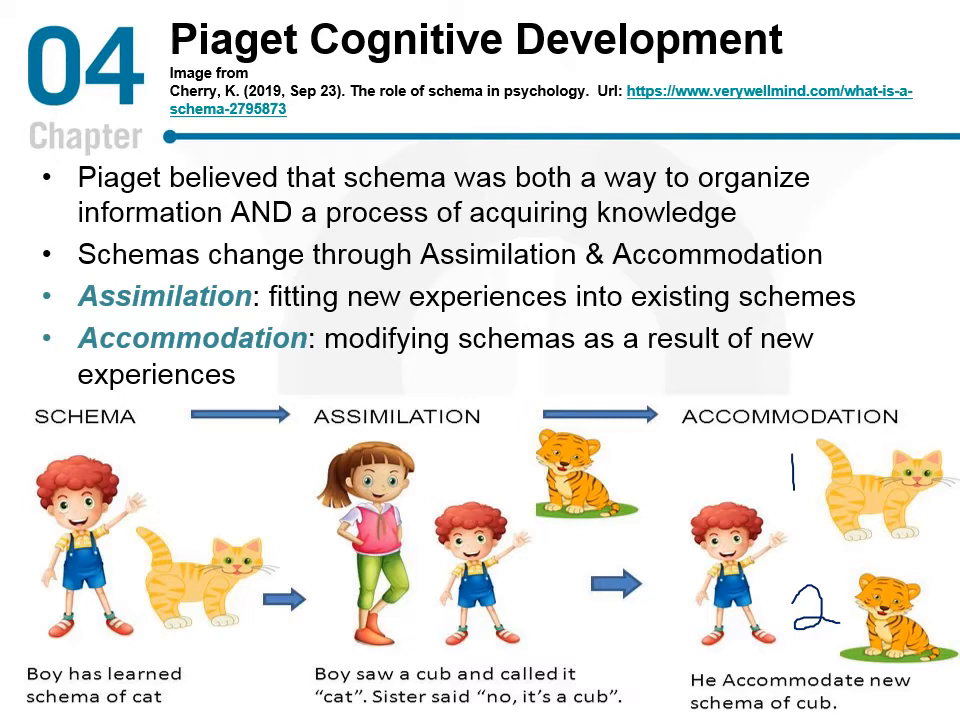 04
Chapter
Piaget Cognitive Development
Image from
Cherry, K. (2019, Sep 23). The role of schema in psychology. Url: https://www.verywellmind.com/what-is-a-
schema-2795873
• Piaget believed that schema was both a way to organize
information AND a process of acquiring knowledge
• Schemas change through Assimilation & Accommodation
• Assimilation: fitting new experiences into existing schemes
• Accommodation: modifying schemas as a result of new
experiences
SCHEMA
ASSIMILATION
ACCOMMODATION
1
2
Boy has learned
schema of cat
Boy saw a cub and called it
“cat”. Sister said “no, it’s a cub”.
He Accommodate new
schema of cub.